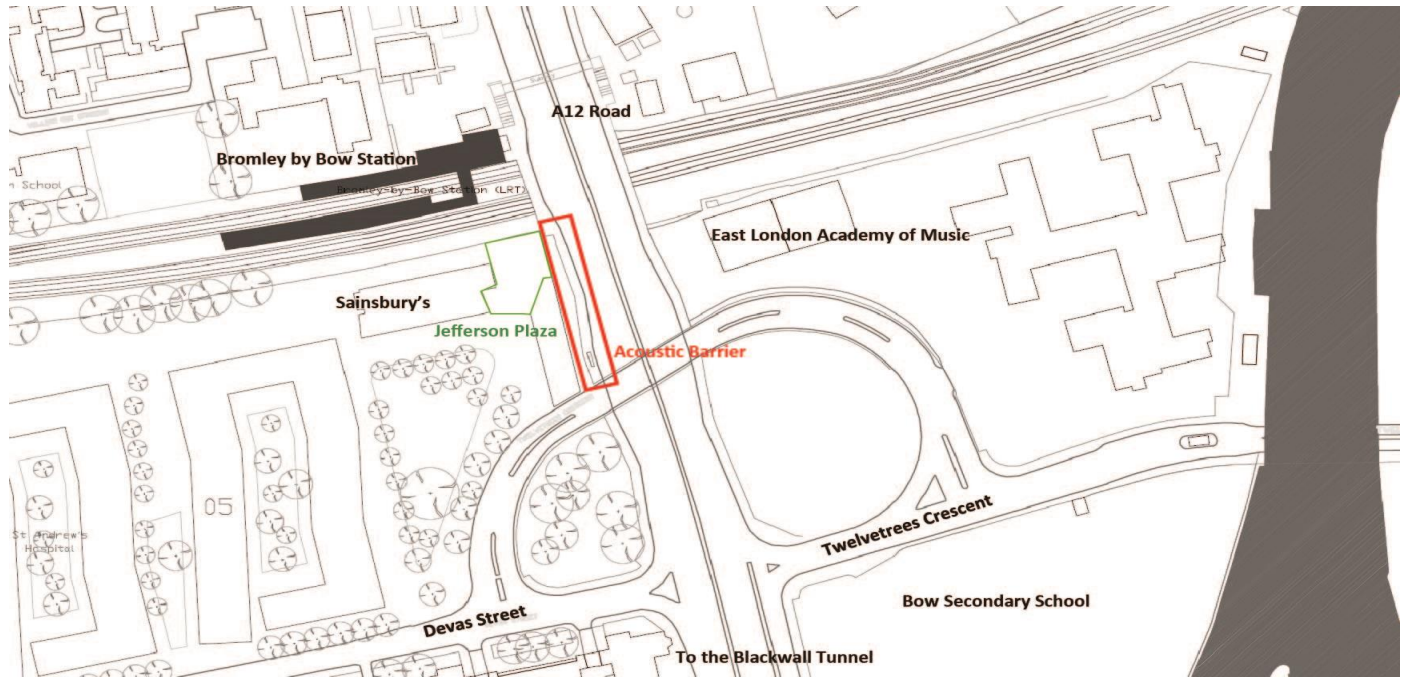 A12 Road
Bromley by Bow Station
Bromley-by-Bow Station (LRT)
n School
East London Academy of Music
Sainsbury's
Jefferson Plaza
Acoustic Barrier
05
St Andrew's
Hospital
Twelvetrees Crescent
Devas Street
Bow Secondary School
To the Blackwall Tunnel